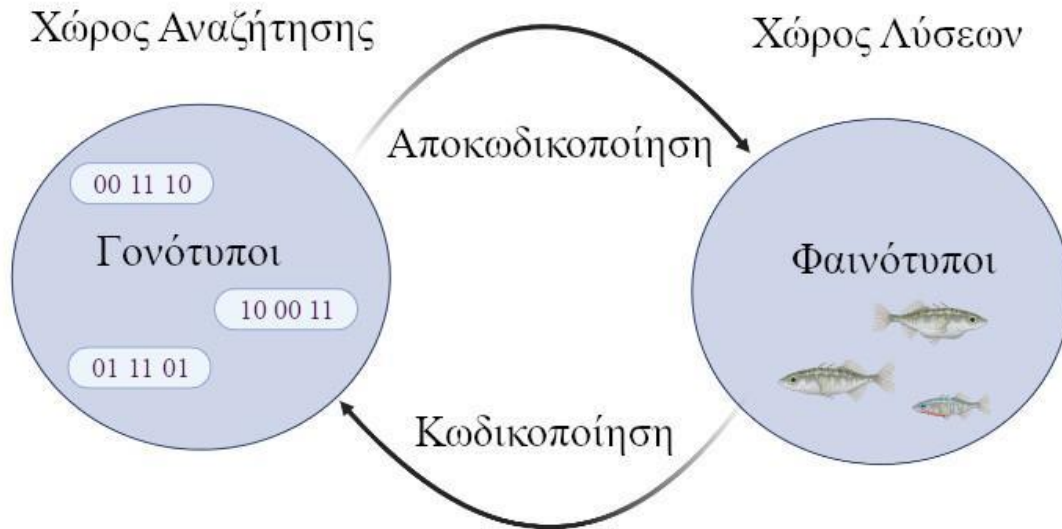 Χώρος Αναζήτησης
Χώρος Λύσεων
Αποκωδικοποίηση
00 11 10
Γονότυποι
Φαινότυποι
10 00 11
01 11 01
Κωδικοποίηση